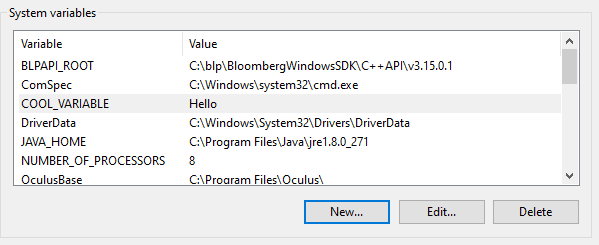 System variables
Variable Value
BLPAPI_ROOT C:\blp\BloombergWindowsSDK\C++API\v3.15.0.1
ComSpec C:\Windows\system32\cmd.exe
COOL_VARIABLE Hello
DriverData C:\Windows\System32\Drivers\DriverData
JAVA_HOME C:\Program Files\Java\jre1.8.0_271
NUMBER_OF_PROCESSORS 8
OculusBase C:\Program Files\Oculus\
New... Edit... Delete